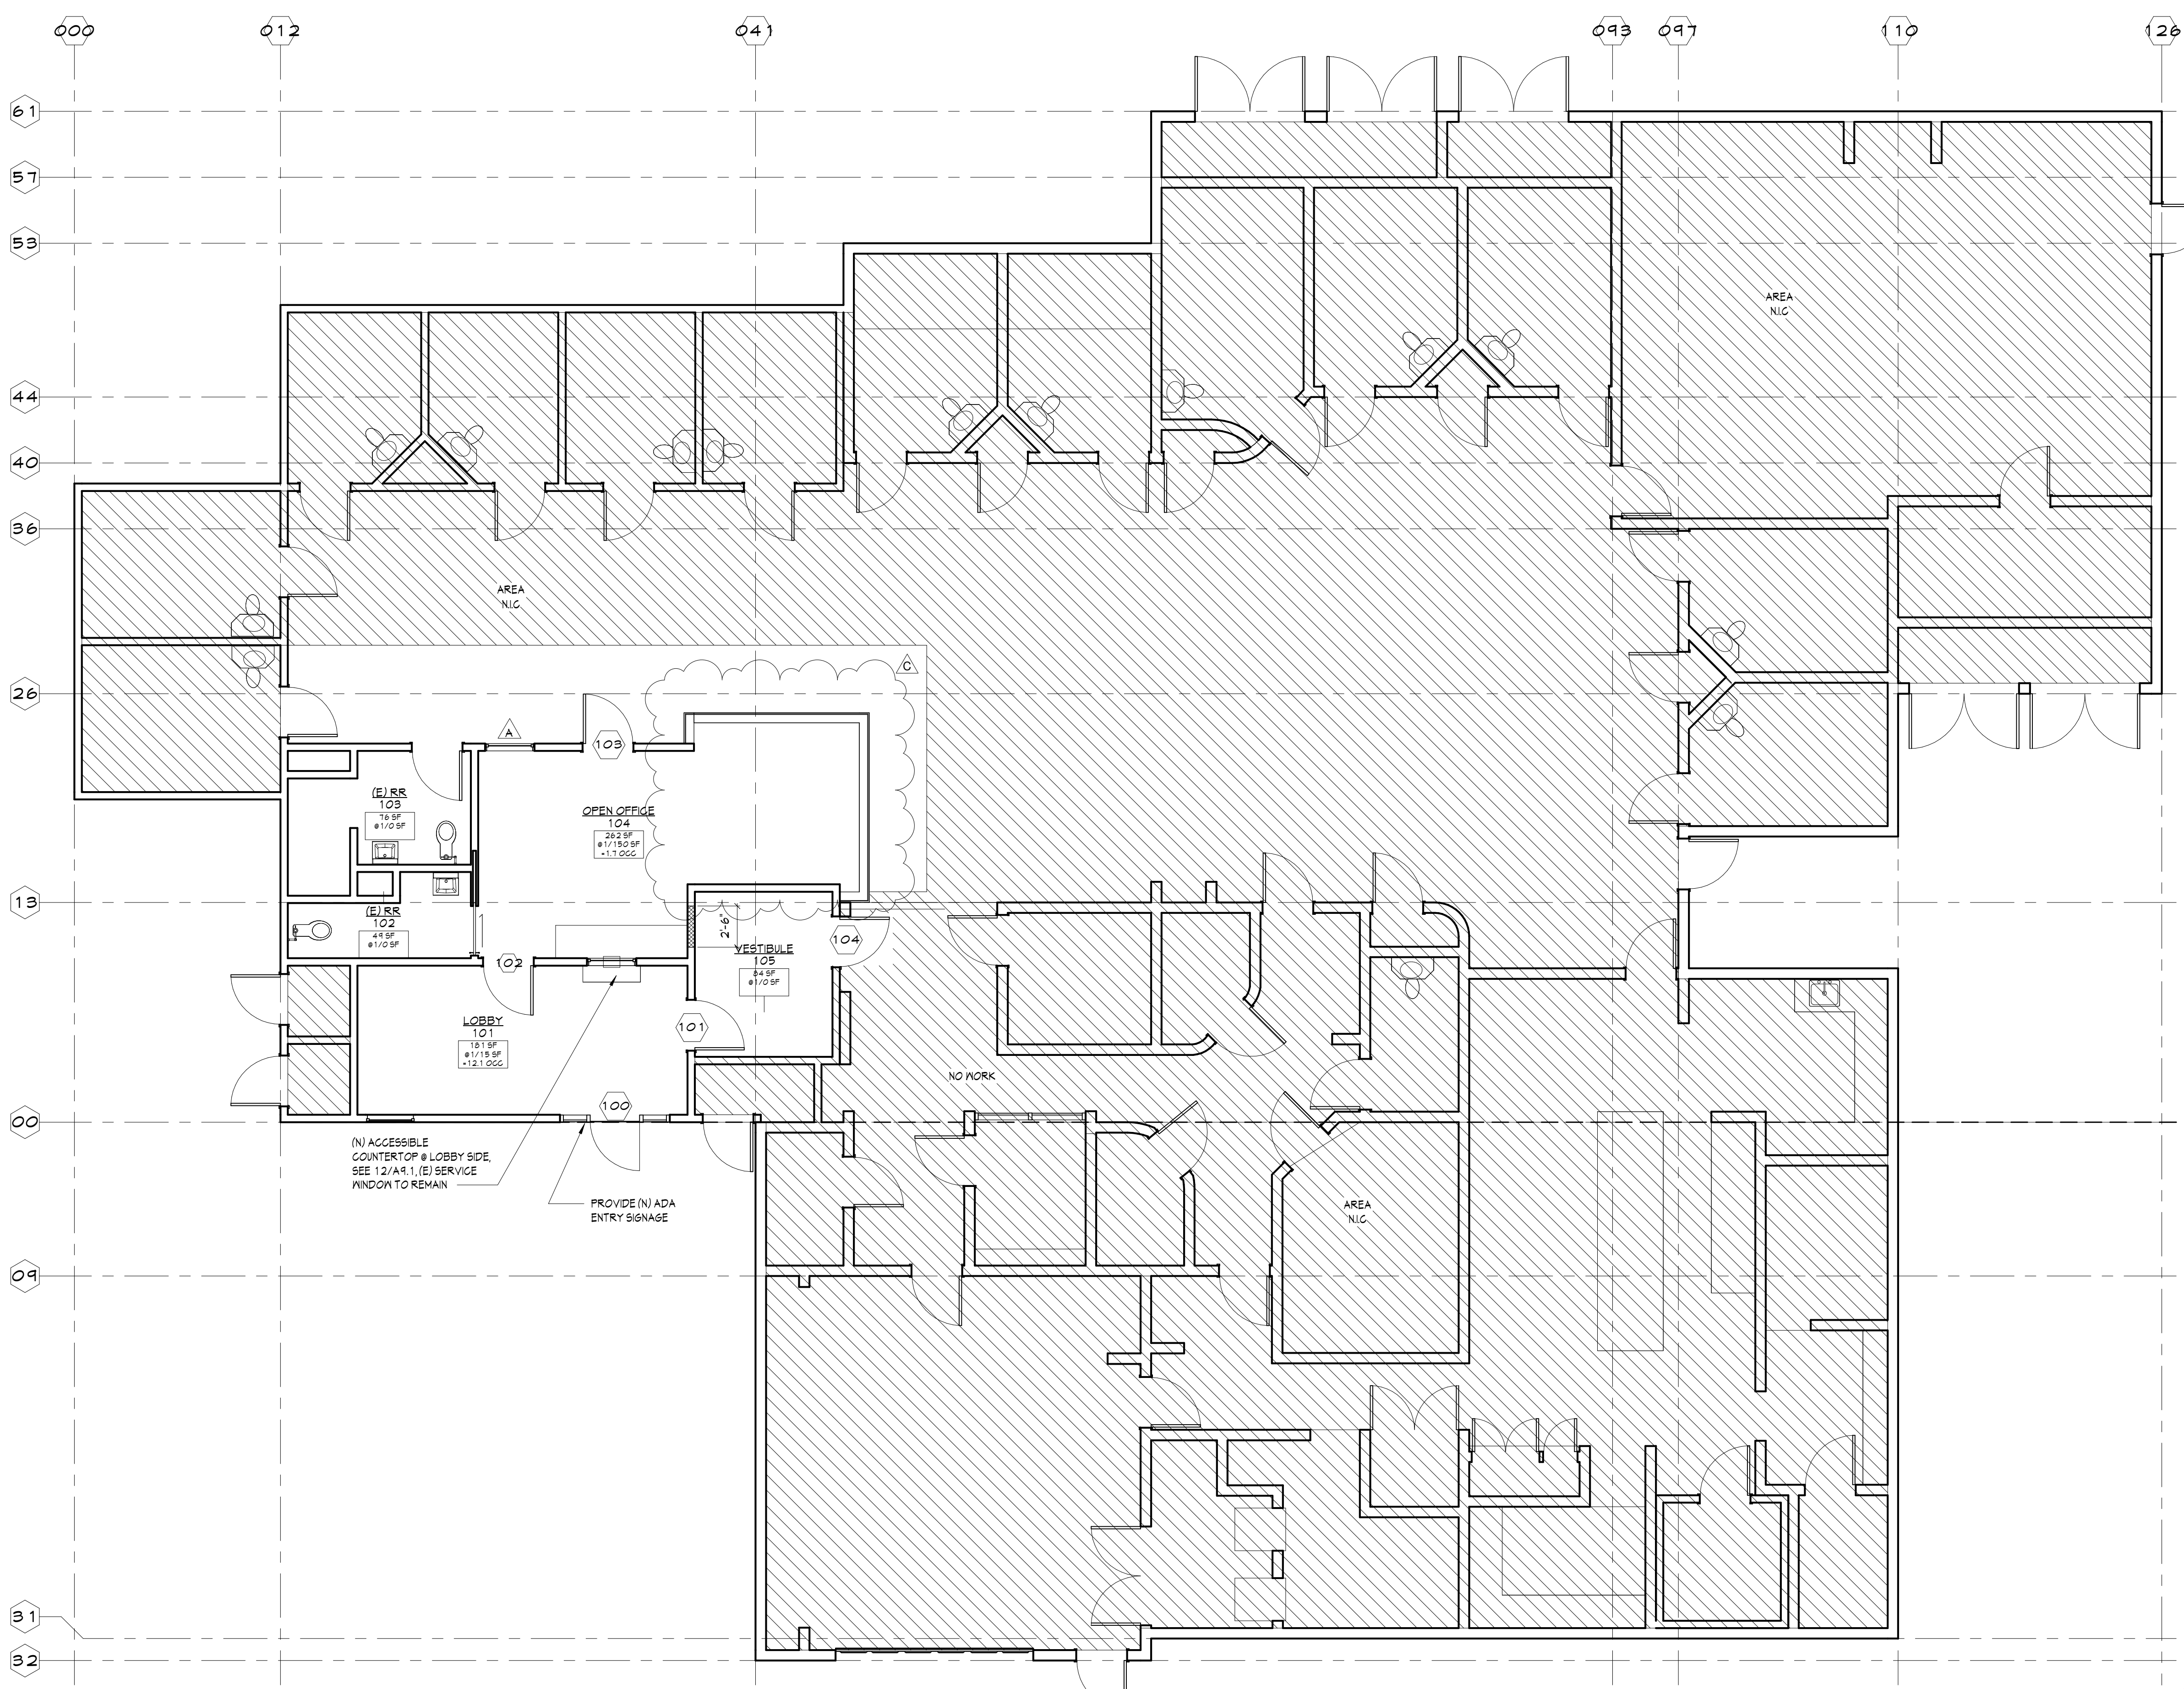 000
012
041
093
097
110
126
61
57
53
44
40
36
26
13
00
09
31
32
AREA
N.I.C
AREA
N.I.C
C
A
103
(E) RR
103
76 SF
@1/0 SF
OPEN OFFICE
104
262 SF
@1/150 SF
=1.7 OCC
(E) RR
102
49 SF
@1/0 SF
2'-6"
104
VESTIBULE
105
84 SF
@1/0 SF
102
LOBBY
101
181 SF
@1/15 SF
=12.1 OCC
101
NO WORK
100
(N) ACCESSIBLE
COUNTERTOP @ LOBBY SIDE,
SEE 12/A9.1, (E) SERVICE
WINDOW TO REMAIN
PROVIDE (N) ADA
ENTRY SIGNAGE
AREA
N.I.C